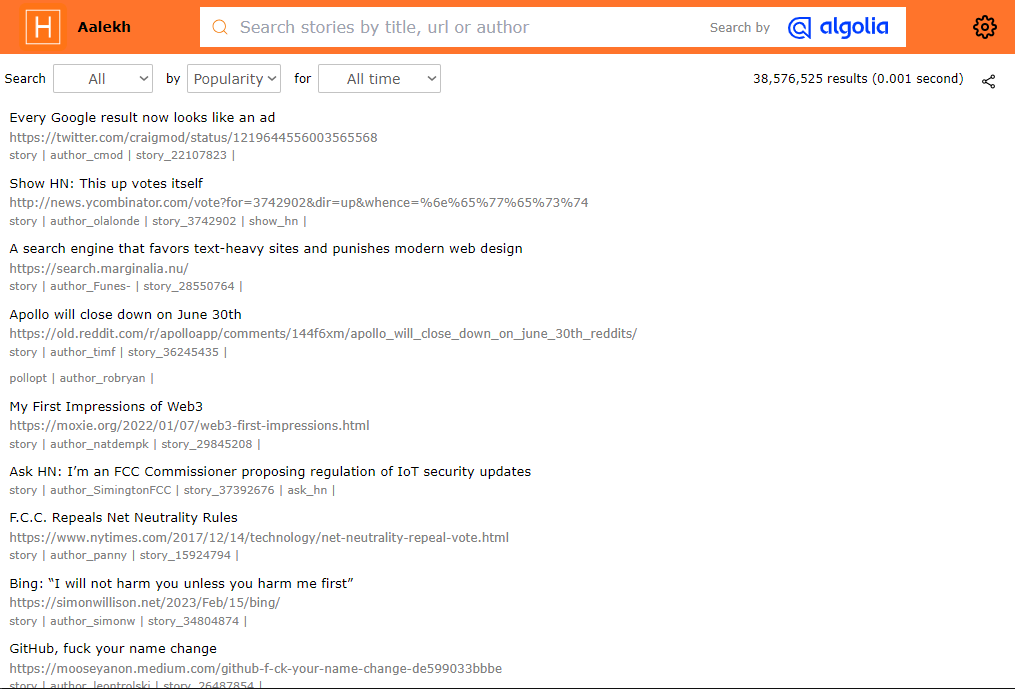 H Aalekh Search stories by title, url or author Search by algolia
Search All by Popularity for All time 38,576,525 results (0.001 second)
Every Google result now looks like an ad
https://twitter.com/craigmod/status/1219644556003565568
story | author_cmod | story_22107823 |
Show HN: This up votes itself
http://news.ycombinator.com/vote?for=3742902&dir=up&whence=%6e%65%77%65%73%74
story | author_olalonde | story_3742902 | show_hn |
A search engine that favors text-heavy sites and punishes modern web design
https://search.marginalia.nu/
story | author_Funes- | story_28550764 |
Apollo will close down on June 30th
https://old.reddit.com/r/apolloapp/comments/144f6xm/apollo_will_close_down_on_june_30th_reddits/
story | author_timf | story_36245435 |
pollopt | author_robryan |
My First Impressions of Web3
https://moxie.org/2022/01/07/web3-first-impressions.html
story | author_natdempk | story_29845208 |
Ask HN: I’m an FCC Commissioner proposing regulation of IoT security updates
story | author_SimingtonFCC | story_37392676 | ask_hn |
F.C.C. Repeals Net Neutrality Rules
https://www.nytimes.com/2017/12/14/technology/net-neutrality-repeal-vote.html
story | author_panny | story_15924794 |
Bing: “I will not harm you unless you harm me first”
https://simonwillison.net/2023/Feb/15/bing/
story | author_simonw | story_34804874 |
GitHub, fuck your name change
https://mooseyanon.medium.com/github-f-ck-your-name-change-de599033bbbe
story | author_leontrolski | story_26487854 |